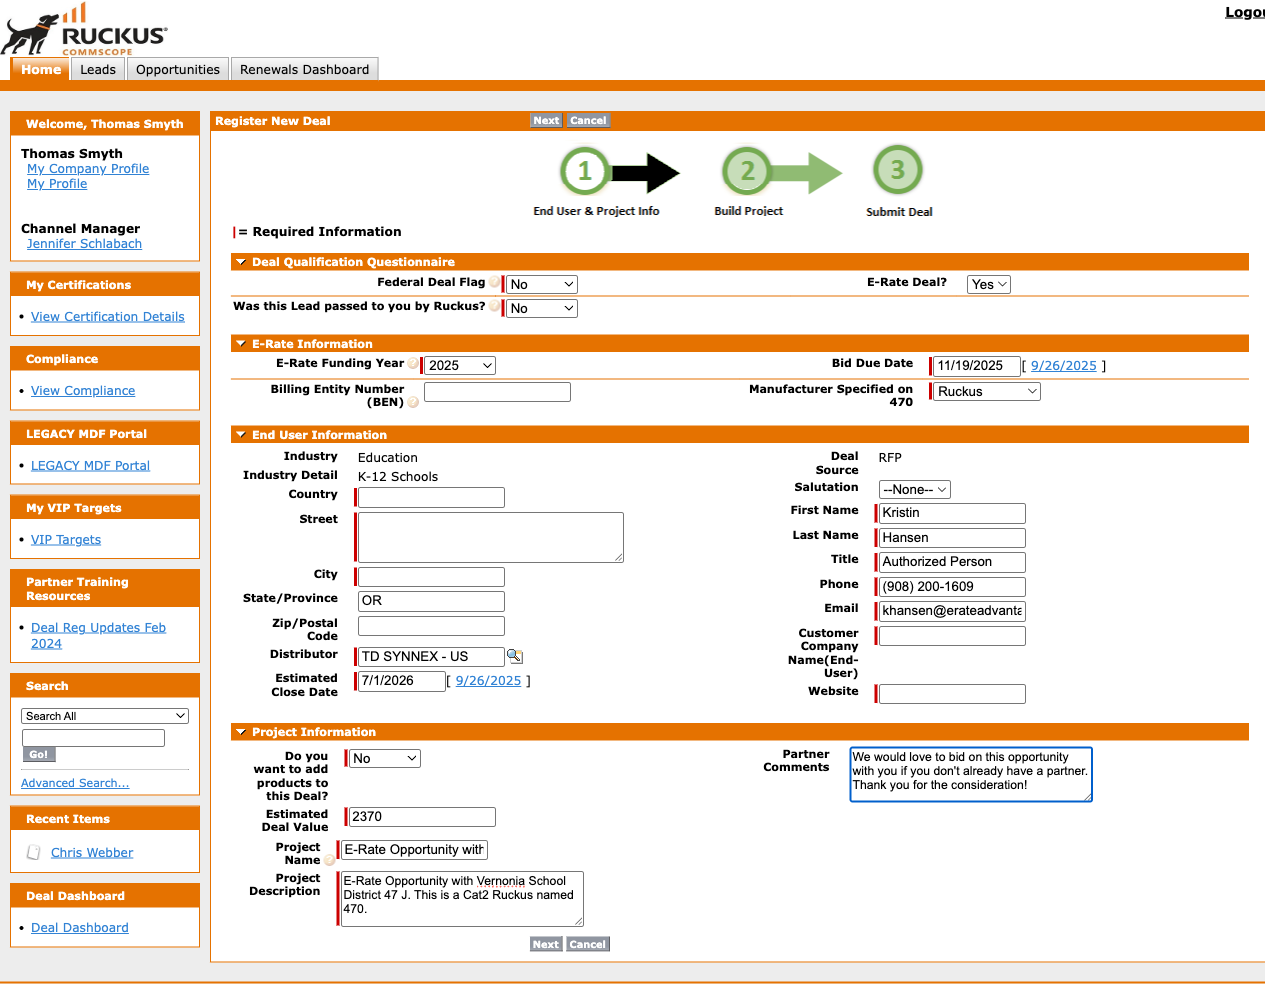 Logou
RUCKUS®
COMMSCOPE
Home Leads Opportunities Renewals Dashboard
Welcome, Thomas Smyth
Thomas Smyth
My Company Profile
My Profile
Channel Manager
Jennifer Schlabach
My Certifications
• View Certification Details
Compliance
• View Compliance
LEGACY MDF Portal
• LEGACY MDF Portal
My VIP Targets
• VIP Targets
Partner Training
Resources
• Deal Reg Updates Feb
2024
Search
Search All
Go!
Advanced Search...
Recent Items
Chris Webber
Deal Dashboard
• Deal Dashboard
Register New Deal Next Cancel
1 2 3
End User & Project Info Build Project Submit Deal
= Required Information
Deal Qualification Questionnaire
Federal Deal Flag ? No E-Rate Deal? Yes
Was this Lead passed to you by Ruckus? ? No
E-Rate Information
E-Rate Funding Year ? 2025 Bid Due Date 11/19/2025 [ 9/26/2025 ]
Billing Entity Number
(BEN) ?
Manufacturer Specified on
470 Ruckus
End User Information
Industry Education
Industry Detail K-12 Schools
Country
Street
City
State/Province OR
Zip/Postal
Code
Distributor TD SYNNEX - US
Estimated
Close Date 7/1/2026 [ 9/26/2025 ]
Deal
Source RFP
Salutation --None--
First Name Kristin
Last Name Hansen
Title Authorized Person
Phone (908) 200-1609
Email khansen@erateadvanta
Customer
Company
Name(End-
User)
Website
Project Information
Do you
want to add
products to
this Deal? No
Estimated
Deal Value 2370
Project
Name ? E-Rate Opportunity with
Project
Description
E-Rate Opportunity with Vernonia School
District 47 J. This is a Cat2 Ruckus named
470.
Partner
Comments
We would love to bid on this opportunity
with you if you don't already have a partner.
Thank you for the consideration!
Next Cancel